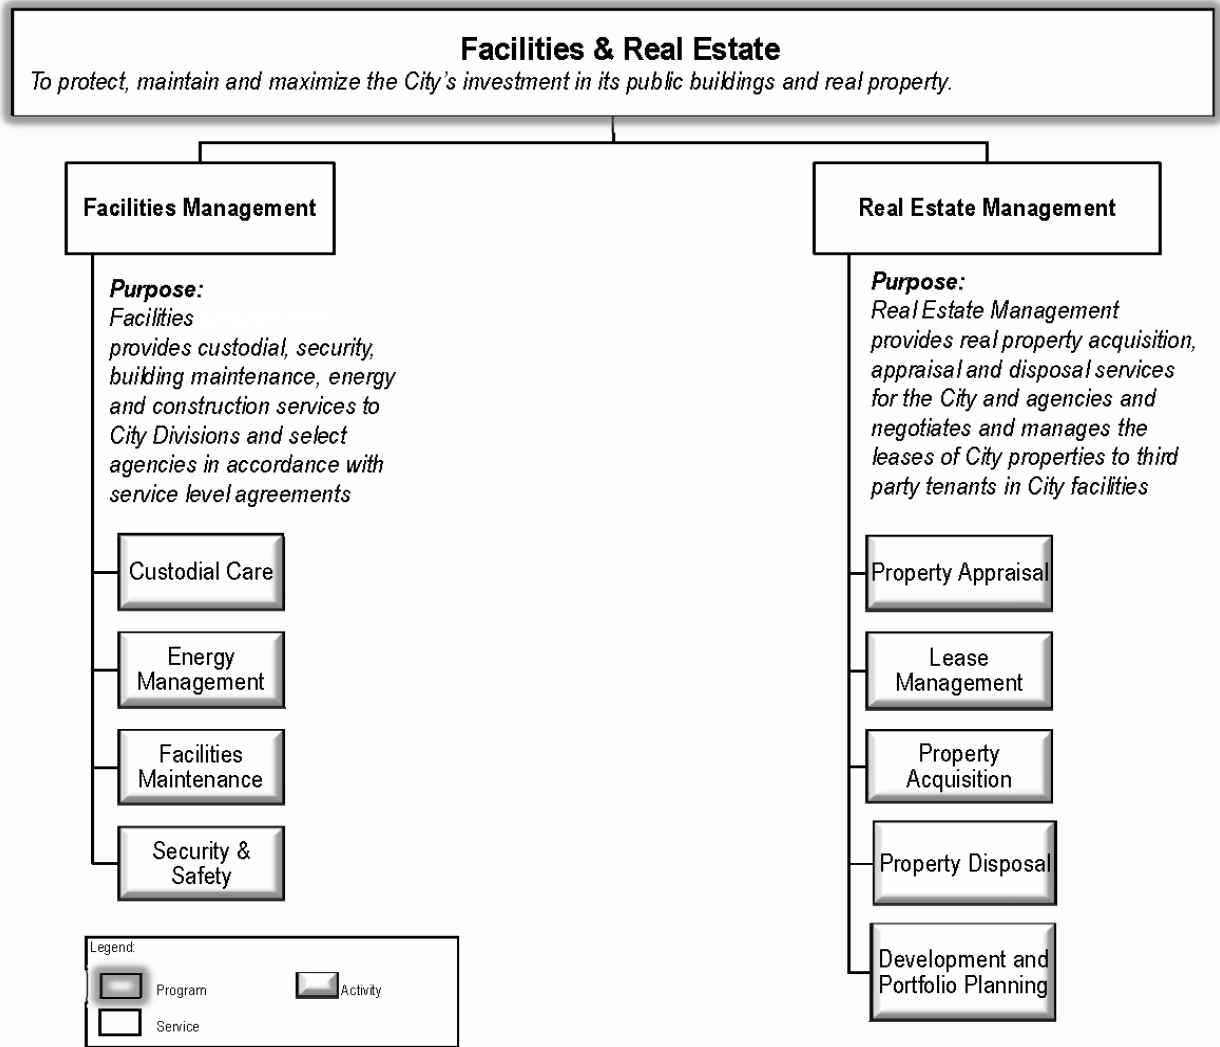 Facilities & Real Estate
To protect, maintain and maximize the City's investment in its public buildings and real property.
Facilities Management
Purpose:
Facilities
provides custodial, security,
building maintenance, energy
and construction services to
City Divisions and select
agencies in accordance with
service level agreements
Custodial Care
Energy
Management
Facilities
Maintenance
Security &
Safety
Real Estate Management
Purpose:
Real Estate Management
provides real property acquisition,
appraisal and disposal services
for the City and agencies and
negotiates and manages the
leases of City properties to third
party tenants in City facilities
Property Appraisal
Lease
Management
Property
Acquisition
Property Disposal
Development and
Portfolio Planning
Legend:
Program
Activity
Service